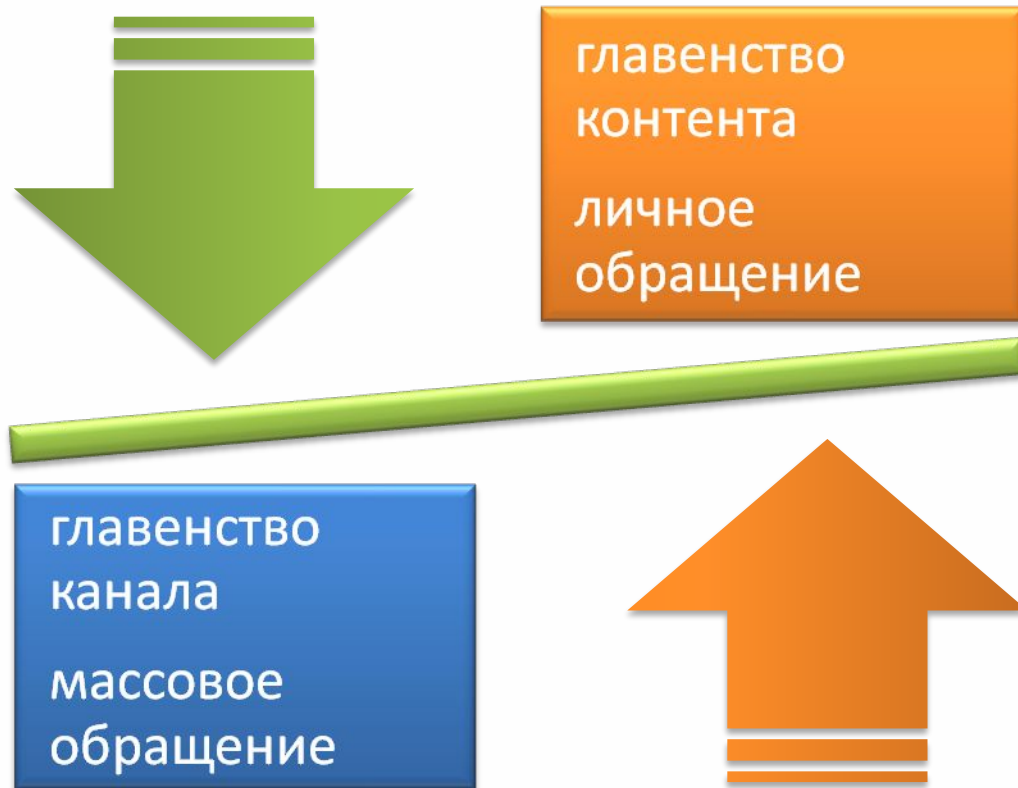 главенство
контента
личное
обращение
главенство
канала
массовое
обращение